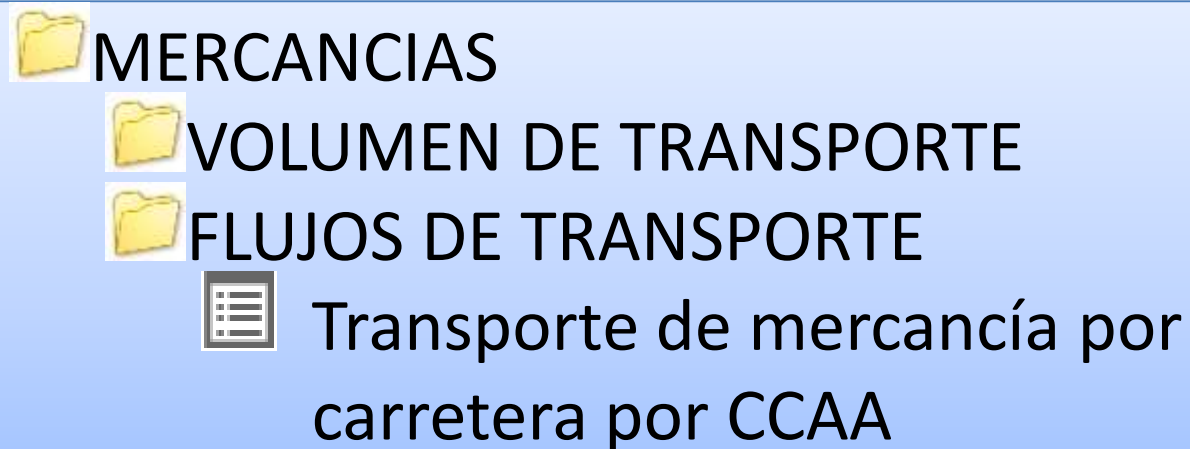 MERCANCIAS
VOLUMEN DE TRANSPORTE
FLUJOS DE TRANSPORTE
Transporte de mercancía por
carretera por CCAA